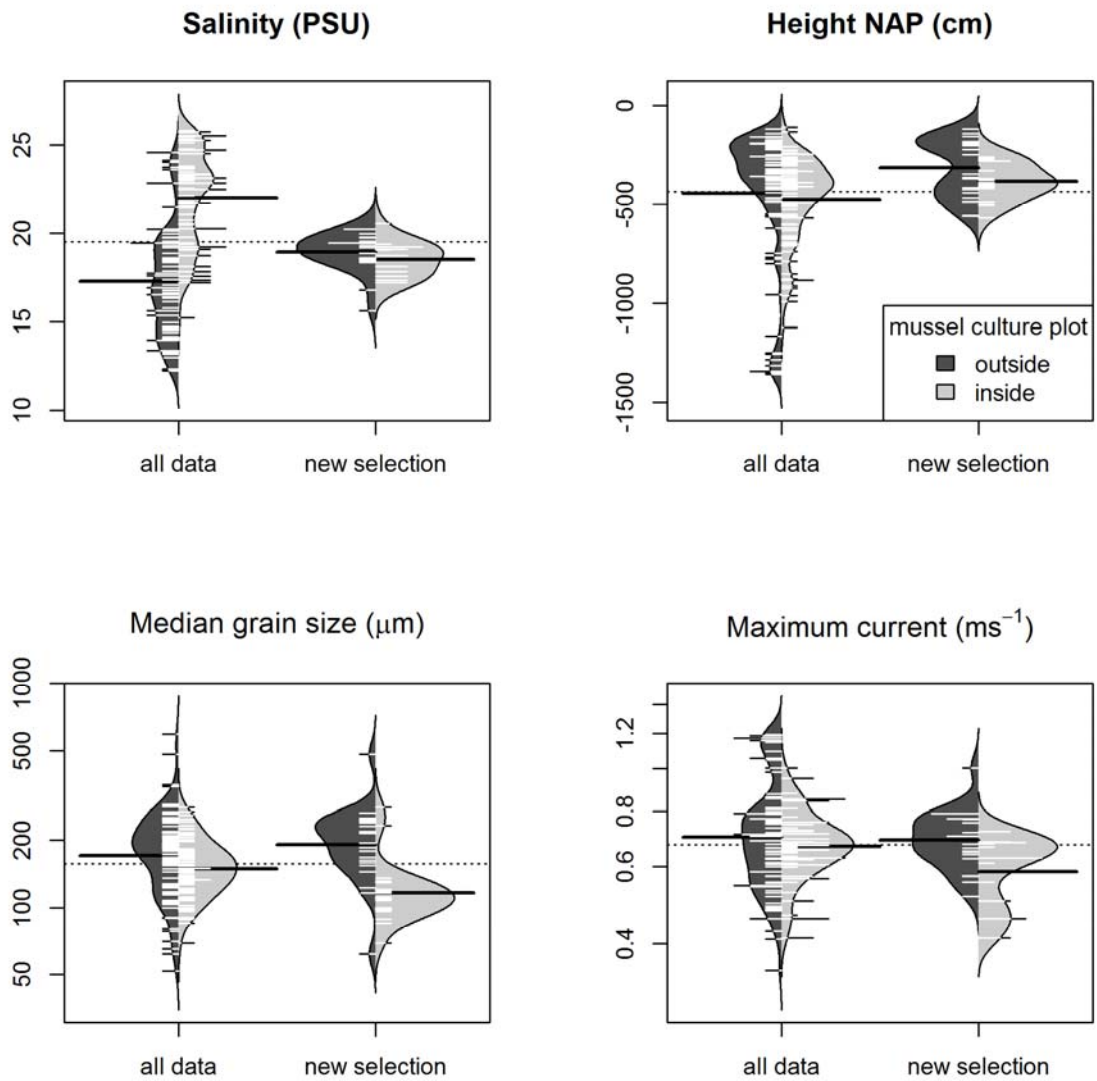 Salinity (PSU)
25
20
15
10
all data
new selection
Height NAP (cm)
0
-500
-1000
-1500
mussel culture plot
outside
inside
all data
new selection
Median grain size (μm)
1000
500
200
100
50
all data
new selection
Maximum current (ms⁻¹)
1.2
0.8
0.6
0.4
all data
new selection